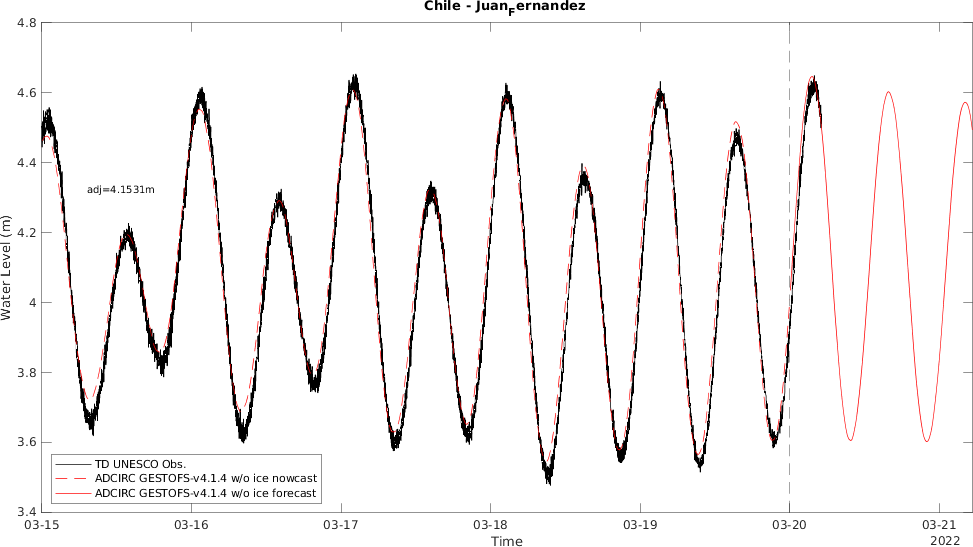 Chile - Juan_Fernandez
4.8
4.6
4.4
4.2
4
3.8
3.6
3.4
Water Level (m)
adj=4.1531m
TD UNESCO Obs.
ADCIRC GESTOFS-v4.1.4 w/o ice nowcast
ADCIRC GESTOFS-v4.1.4 w/o ice forecast
03-15 03-16 03-17 03-18 03-19 03-20 03-21
Time 2022